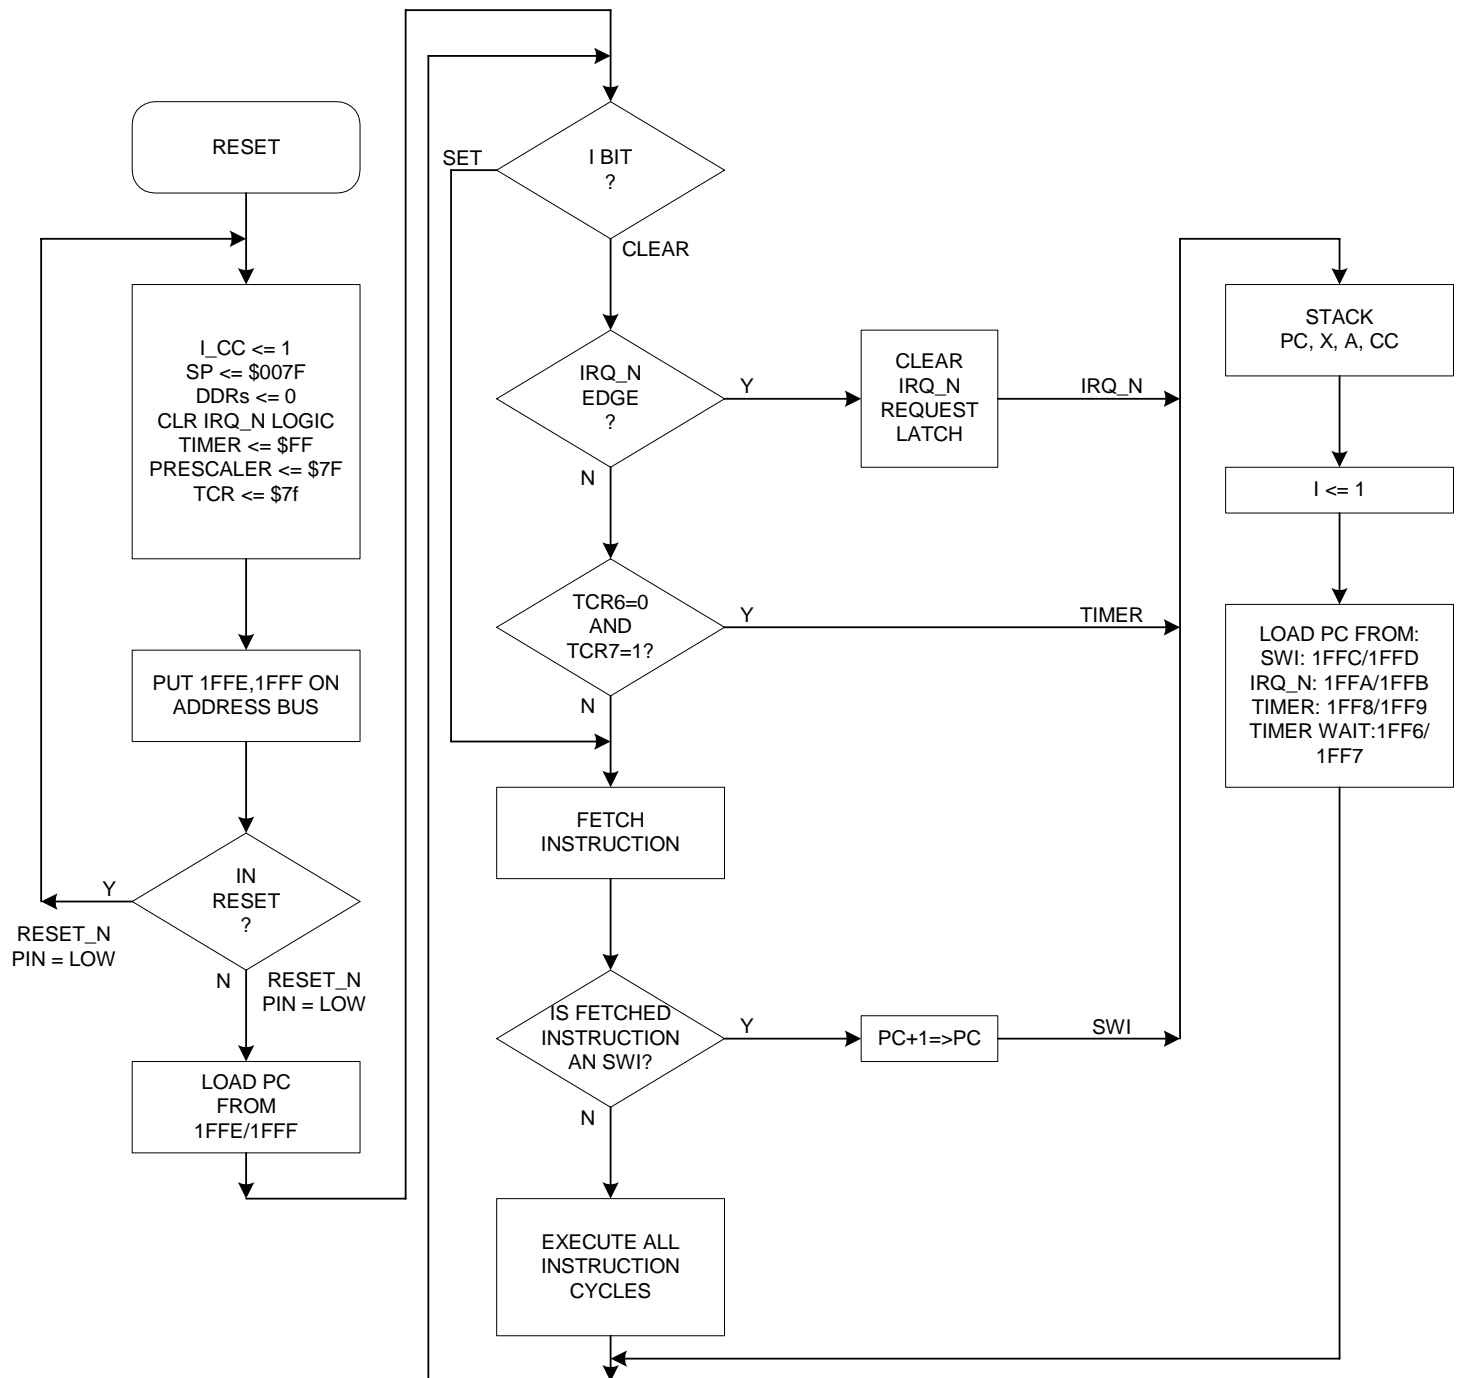 RESET
I_CC <= 1
SP <= $007F
DDRs <= 0
CLR IRQ_N LOGIC
TIMER <= $FF
PRESCALER <= $7F
TCR <= $7f
PUT 1FFE,1FFF ON
ADDRESS BUS
IN
RESET
?
Y
RESET_N
PIN = LOW
N
RESET_N
PIN = LOW
LOAD PC
FROM
1FFE/1FFF
I BIT
?
SET
CLEAR
IRQ_N
EDGE
?
Y
N
CLEAR
IRQ_N
REQUEST
LATCH
IRQ_N
TCR6=0
AND
TCR7=1?
Y
N
TIMER
FETCH
INSTRUCTION
IS FETCHED
INSTRUCTION
AN SWI?
Y
N
PC+1=>PC
SWI
EXECUTE ALL
INSTRUCTION
CYCLES
STACK
PC, X, A, CC
I <= 1
LOAD PC FROM:
SWI: 1FFC/1FFD
IRQ_N: 1FFA/1FFB
TIMER: 1FF8/1FF9
TIMER WAIT:1FF6/
1FF7